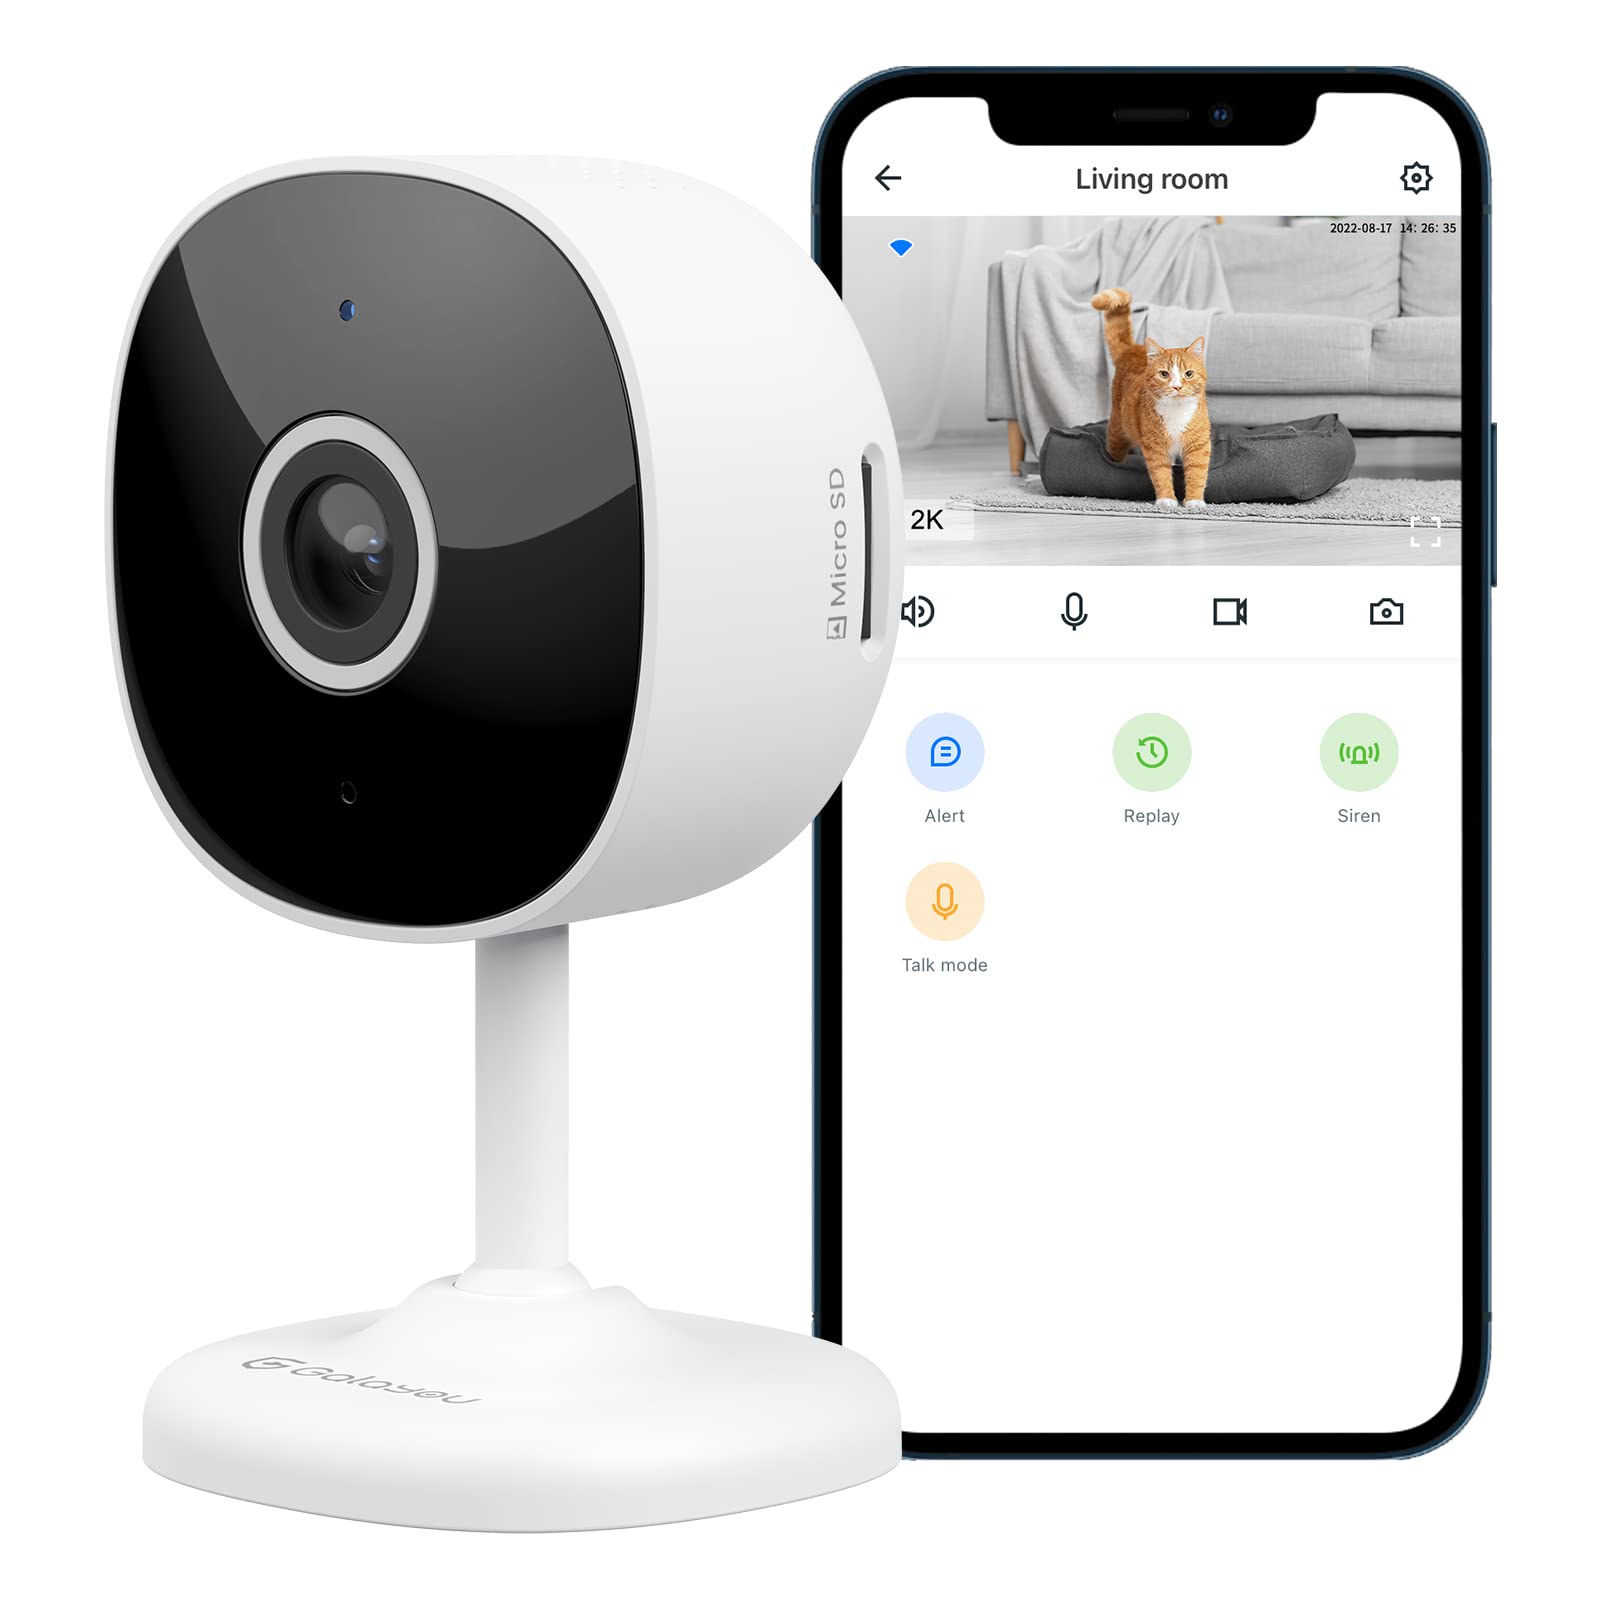 Living room
2022-08-17 14: 26: 35
2K
Micro SD
Alert
Replay
Siren
Talk mode
Galayou